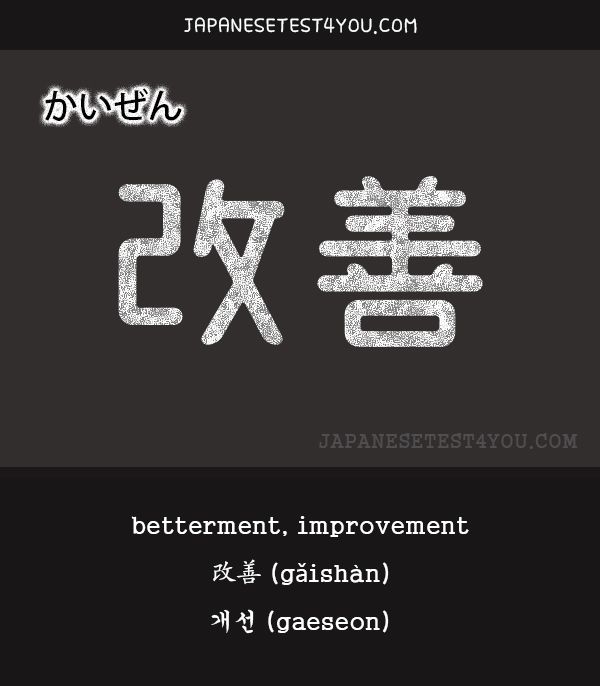 JAPANESETEST4YOU.COM
かいぜん
改善
JAPANESETEST4YOU.COM
betterment, improvement
改善 (gǎishàn)
개선 (gaeseon)